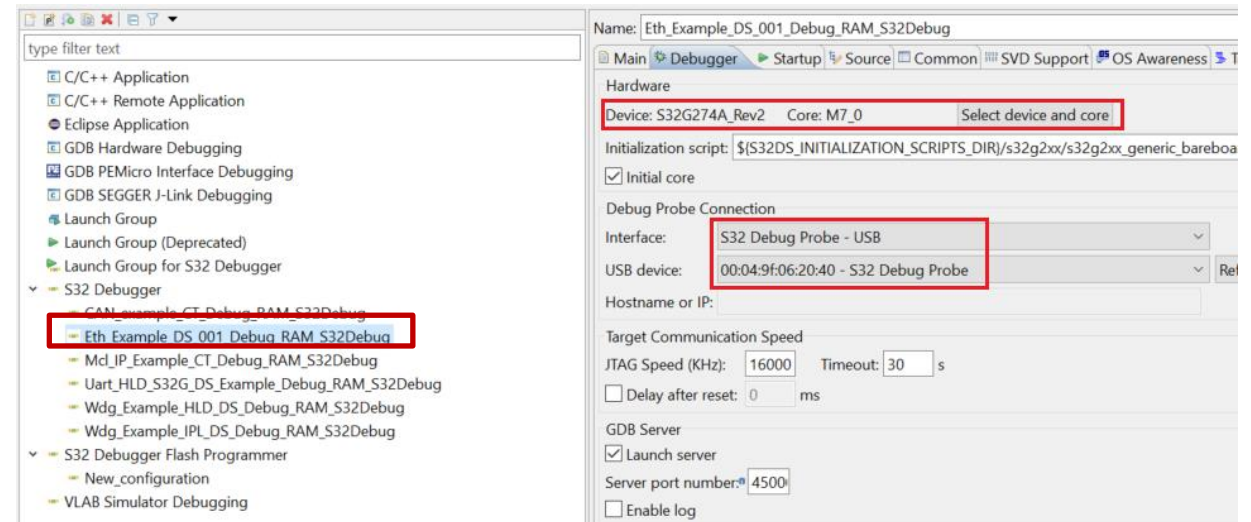 type filter text
C/C++ Application
C/C++ Remote Application
Eclipse Application
GDB Hardware Debugging
GDB PEMicro Interface Debugging
GDB SEGGER J-Link Debugging
Launch Group
Launch Group (Deprecated)
Launch Group for S32 Debugger
S32 Debugger
CAN_example_CT_Debug_RAM_S32Debug
Eth_Example_DS_001_Debug_RAM_S32Debug
Mcl_IP_Example_CT_Debug_RAM_S32Debug
Uart_HLD_S32G_DS_Example_Debug_RAM_S32Debug
Wdg_Example_HLD_DS_Debug_RAM_S32Debug
Wdg_Example_IPL_DS_Debug_RAM_S32Debug
S32 Debugger Flash Programmer
New_configuration
VLAB Simulator Debugging
Name: Eth_Example_DS_001_Debug_RAM_S32Debug
Main Debugger Startup Source Common SVD Support OS Awareness T
Hardware
Device: S32G274A_Rev2 Core: M7_0 Select device and core
Initialization script: ${S32DS_INITIALIZATION_SCRIPTS_DIR}/s32g2xx/s32g2xx_generic_bareboa
Initial core
Debug Probe Connection
Interface: S32 Debug Probe - USB
USB device: 00:04:9f:06:20:40 - S32 Debug Probe Ref
Hostname or IP:
Target Communication Speed
JTAG Speed (KHz): 16000 Timeout: 30 s
Delay after reset: 0 ms
GDB Server
Launch server
Server port number: 4500
Enable log